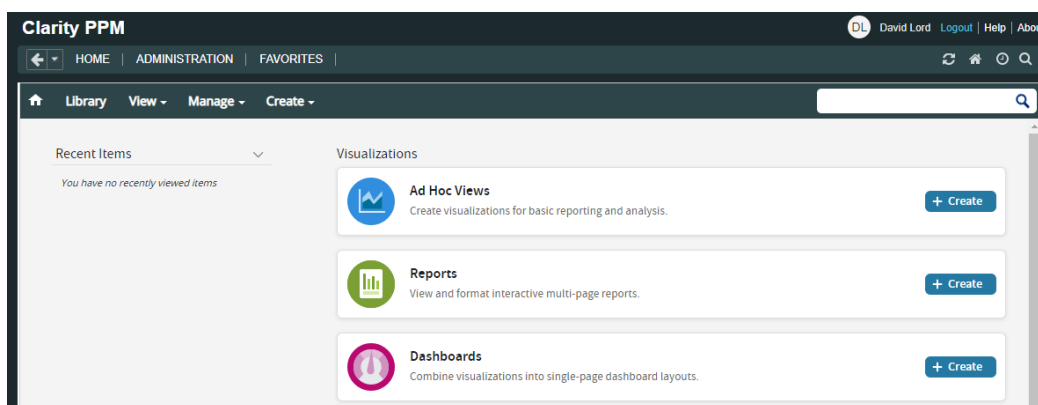 Clarity PPM
DL David Lord Logout | Help | Abou
HOME | ADMINISTRATION | FAVORITES |
Library View Manage Create
Recent Items
You have no recently viewed items
Visualizations
Ad Hoc Views
Create visualizations for basic reporting and analysis.
+ Create
Reports
View and format interactive multi-page reports.
+ Create
Dashboards
Combine visualizations into single-page dashboard layouts.
+ Create